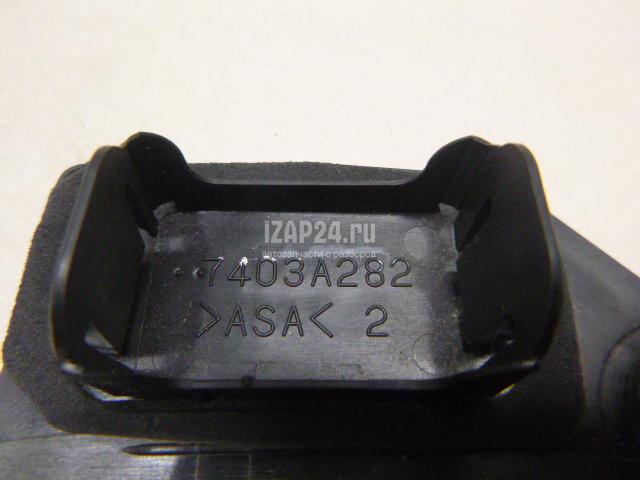 iZAP24.ru
автозапчасти с разборов
7403A282
>ASA< 2